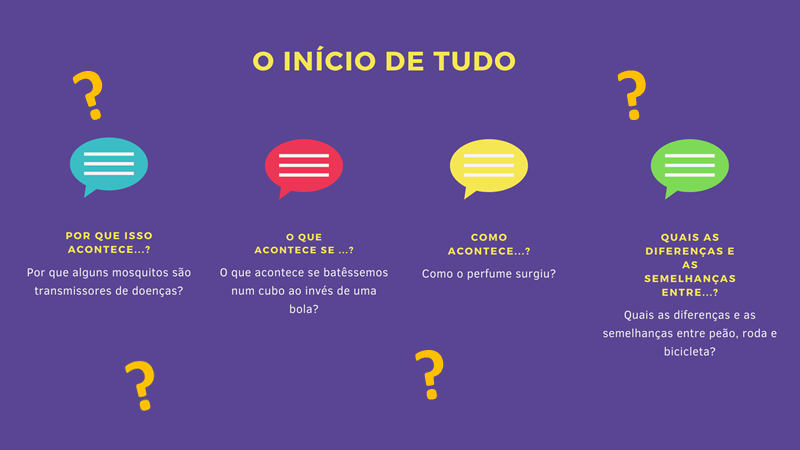 O INÍCIO DE TUDO
?
?
POR QUE ISSO
ACONTECE...?
Por que alguns mosquitos são
transmissores de doenças?
O QUE
ACONTECE SE ...?
O que acontece se batêssemos
num cubo ao invés de uma
bola?
COMO
ACONTECE...?
Como o perfume surgiu?
QUAIS AS
DIFERENÇAS E
AS
SEMELHANÇAS
ENTRE...?
Quais as diferenças e as
semelhanças entre peão, roda e
bicicleta?
?
?